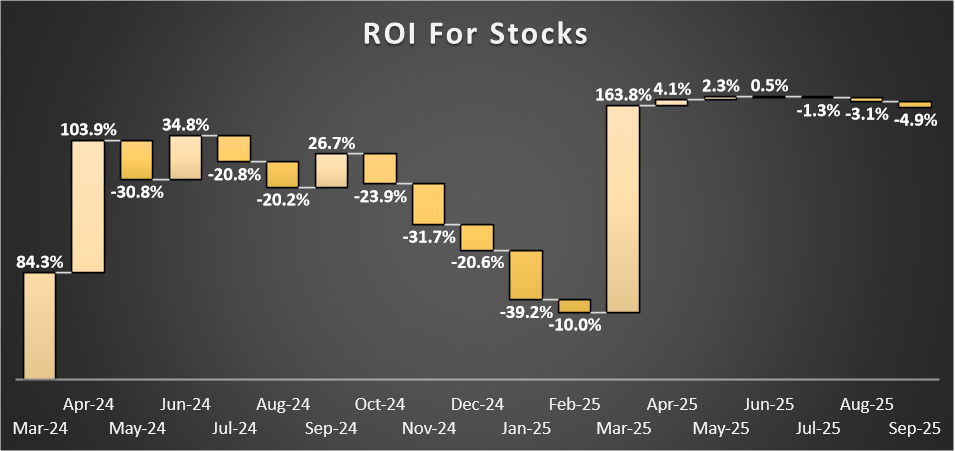 ROI For Stocks
84.3%
103.9%
-30.8%
34.8%
-20.8%
-20.2%
26.7%
-23.9%
-31.7%
-20.6%
-39.2%
-10.0%
163.8%
4.1%
2.3%
0.5%
-1.3%
-3.1%
-4.9%
Mar-24
Apr-24
May-24
Jun-24
Jul-24
Aug-24
Sep-24
Oct-24
Nov-24
Dec-24
Jan-25
Feb-25
Mar-25
Apr-25
May-25
Jun-25
Jul-25
Aug-25
Sep-25